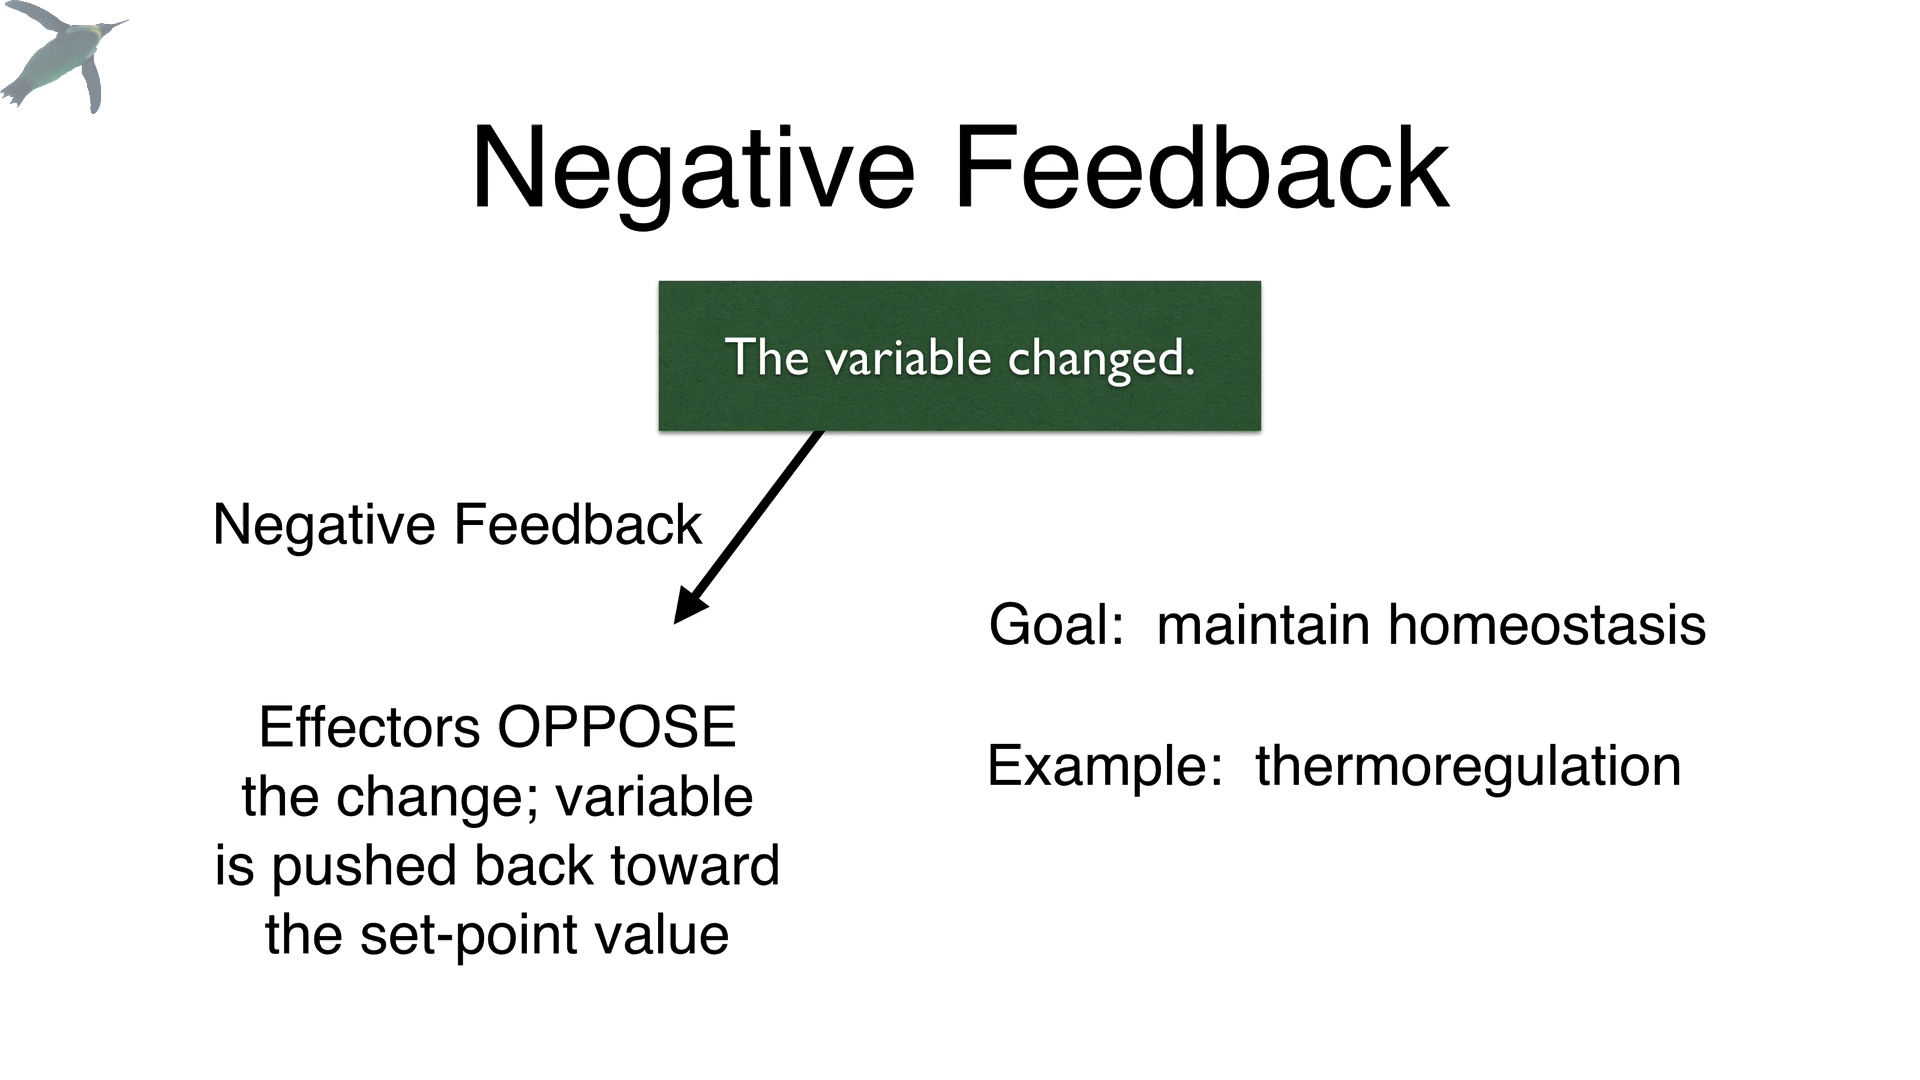 Negative Feedback
The variable changed.
Negative Feedback
Effectors OPPOSE
the change; variable
is pushed back toward
the set-point value
Goal:  maintain homeostasis
Example:  thermoregulation